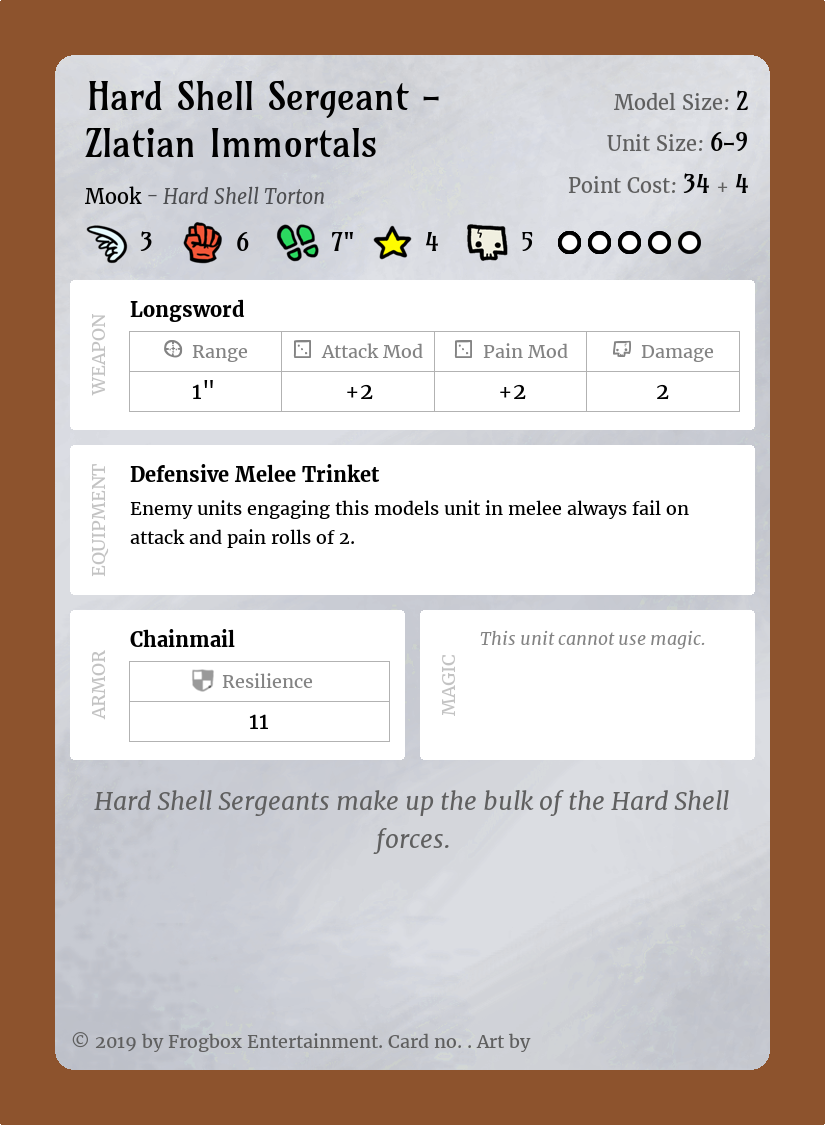 Hard Shell Sergeant –
Zlatian Immortals
Model Size: 2
Unit Size: 6–9
Point Cost: 34 + 4
Mook – Hard Shell Torton
3 6 7" 4 5
WEAPON
Longsword
Range Attack Mod Pain Mod Damage
1" +2 +2 2
EQUIPMENT
Defensive Melee Trinket
Enemy units engaging this models unit in melee always fail on
attack and pain rolls of 2.
ARMOR
Chainmail
Resilience
11
MAGIC
This unit cannot use magic.
Hard Shell Sergeants make up the bulk of the Hard Shell
forces.
© 2019 by Frogbox Entertainment. Card no. . Art by